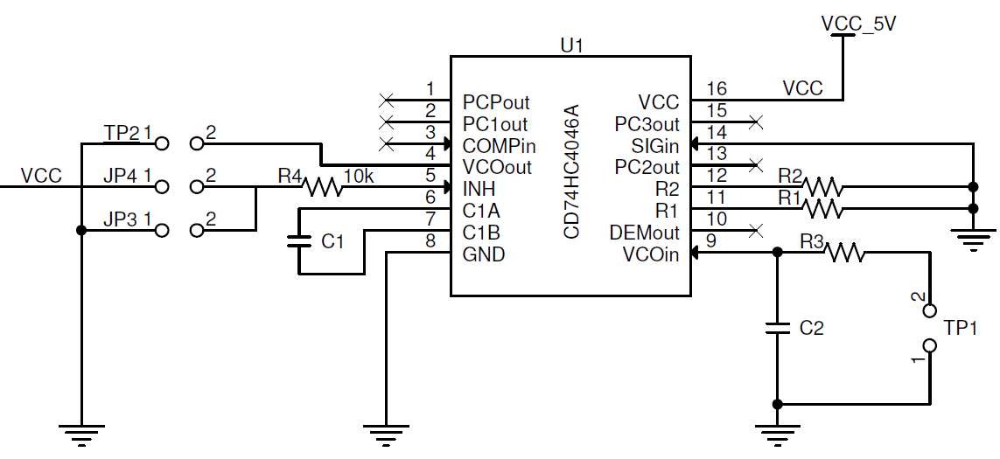 VCC_5V
U1
1 PCPout
2 PC1out
3 COMPin
4 VCOout
5 INH
6 C1A
7 C1B
8 GND
CD74HC4046A
16 VCC
VCC
15 PC3out
14 SIGin
13 PC2out
12 R2
11 R1
10 DEMout
9 VCOin
TP2 1 2
VCC
JP4 1 2
R4 10k
JP3 1 2
C1
R2
R1
R3
C2
2
TP1
1